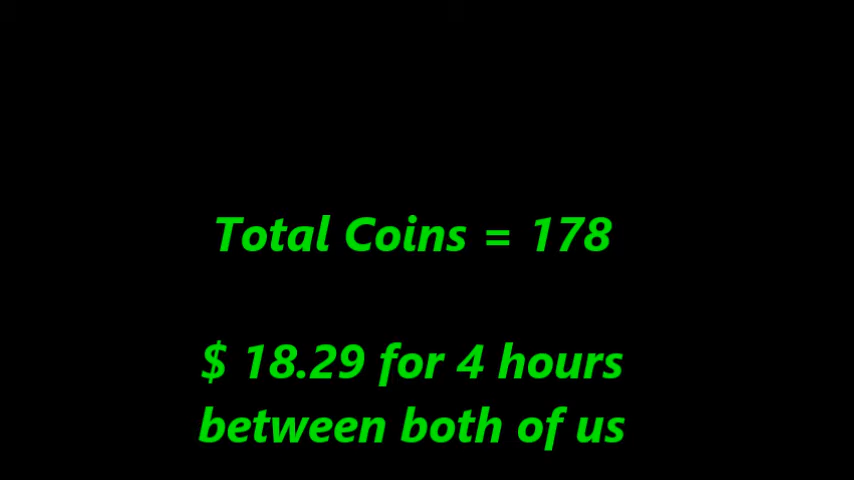 Total Coins = 178
$ 18.29 for 4 hours
between both of us